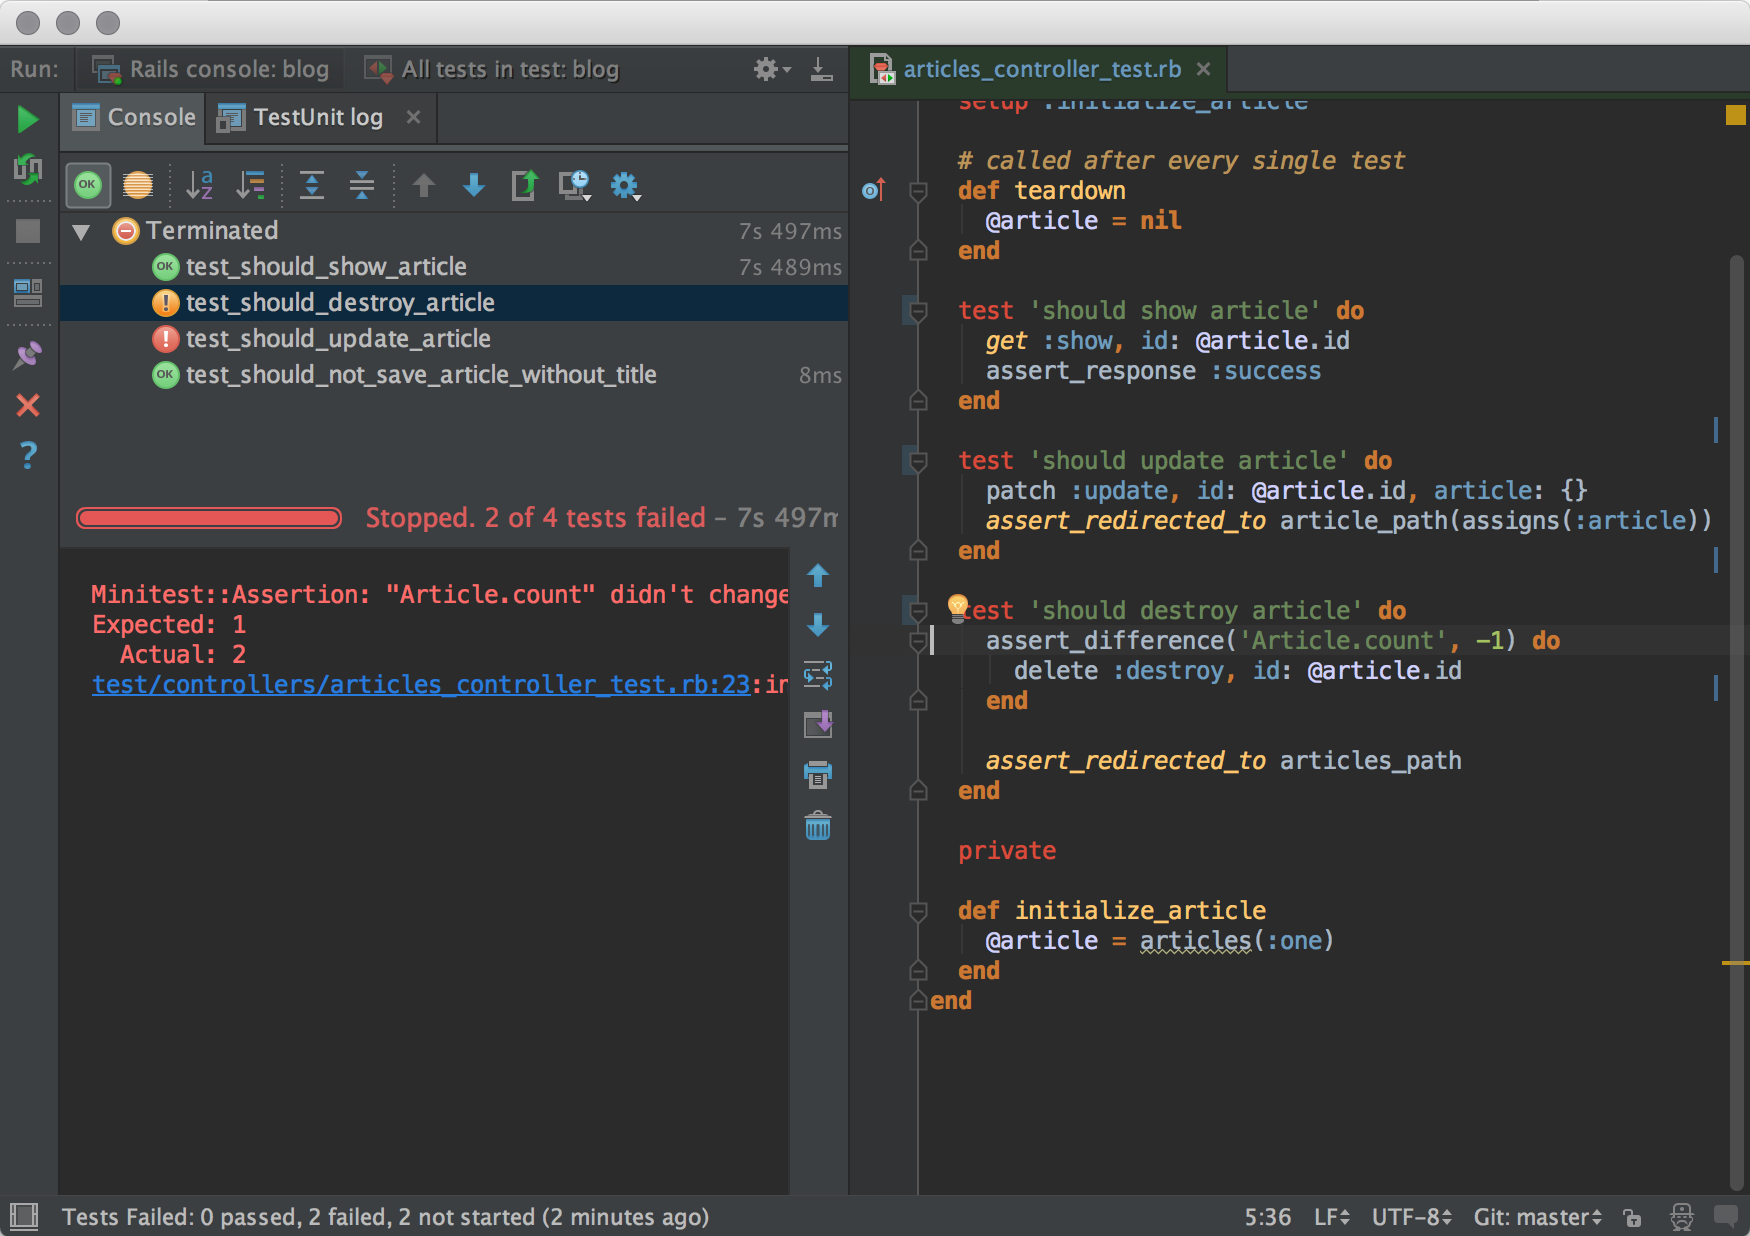 Run: Rails console: blog All tests in test: blog
Console TestUnit log
OK a z
Terminated 7s 497ms
OK test_should_show_article 7s 489ms
! test_should_destroy_article
! test_should_update_article
OK test_should_not_save_article_without_title 8ms
Stopped. 2 of 4 tests failed – 7s 497m
Minitest::Assertion: "Article.count" didn't change
Expected: 1
Actual: 2
test/controllers/articles_controller_test.rb:23:in
?
articles_controller_test.rb
setup :initialize_article
# called after every single test
def teardown
@article = nil
end
test 'should show article' do
get :show, id: @article.id
assert_response :success
end
test 'should update article' do
patch :update, id: @article.id, article: {}
assert_redirected_to article_path(assigns(:article))
end
test 'should destroy article' do
assert_difference('Article.count', -1) do
delete :destroy, id: @article.id
end
assert_redirected_to articles_path
end
private
def initialize_article
@article = articles(:one)
end
end
Tests Failed: 0 passed, 2 failed, 2 not started (2 minutes ago) 5:36 LF UTF-8 Git: master